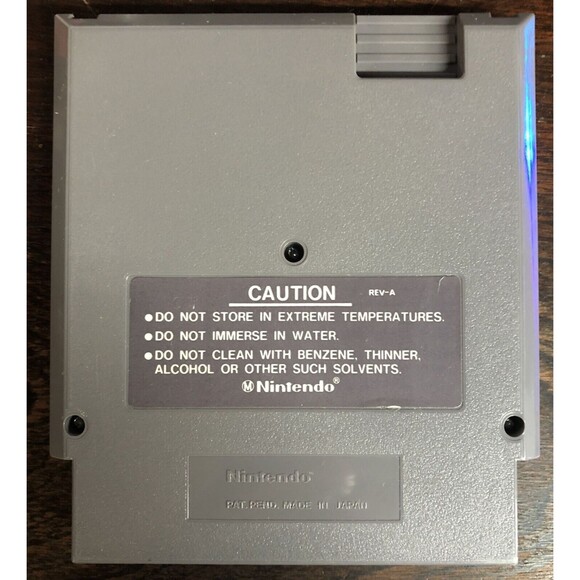 CAUTION REV-A
•DO NOT STORE IN EXTREME TEMPERATURES.
•DO NOT IMMERSE IN WATER.
•DO NOT CLEAN WITH BENZENE, THINNER,
ALCOHOL OR OTHER SUCH SOLVENTS.
Ⓜ Nintendo®
Nintendo
PAT. PEND. MADE IN JAPAN